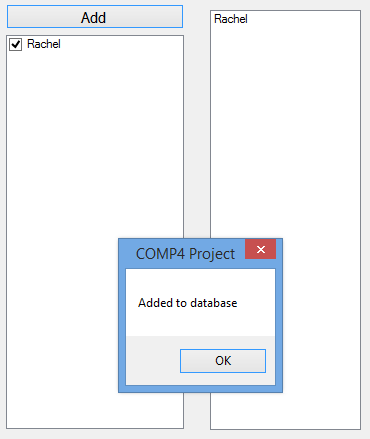 Add
Rachel
Rachel
COMP4 Project
Added to database
OK